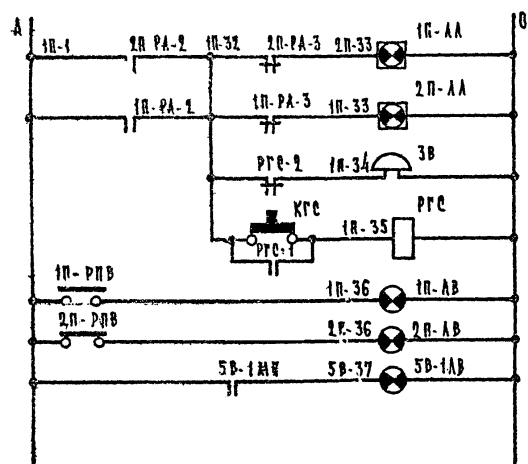 А 0
1П-1 2П РА-2 1П-32 2П-РА-3 2П-33 1П-АА
1П-РА-2 1П-РА-3 1П-33 2П-АА
РГС-2 1П-34 ЗВ
КГС 1П-35 РГС
РГС-1
1П-РПВ 1П-36 1П-АВ
2П-РПВ 2П-36 2П-АВ
5В-37 5В-1АВ